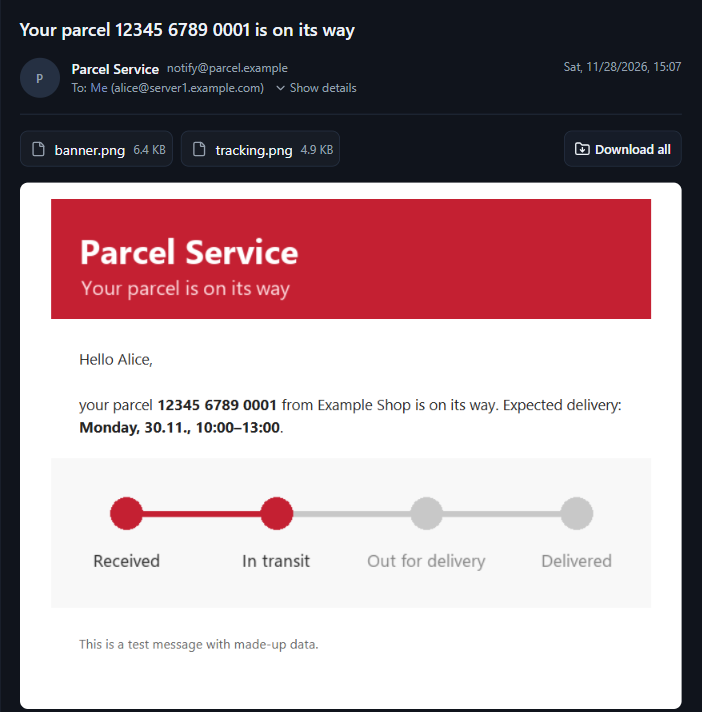 Your parcel 12345 6789 0001 is on its way
P
Parcel Service notify@parcel.example
Sat, 11/28/2026, 15:07
To: Me (alice@server1.example.com) Show details
banner.png 6.4 KB tracking.png 4.9 KB Download all
Parcel Service
Your parcel is on its way
Hello Alice,
your parcel 12345 6789 0001 from Example Shop is on its way. Expected delivery:
Monday, 30.11., 10:00–13:00.
Received In transit Out for delivery Delivered
This is a test message with made-up data.